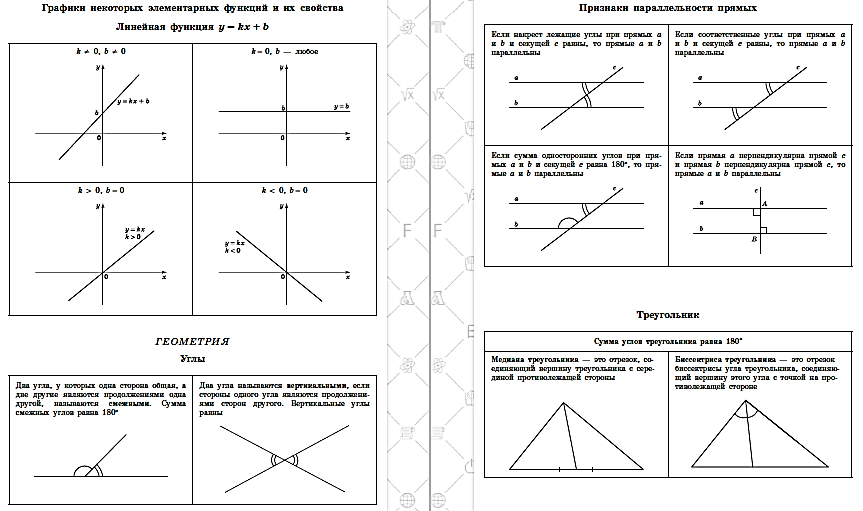 Графики некоторых элементарных функций и их свойства
Линейная функция y = kx + b
k ≠ 0, b ≠ 0
y
b
y = kx + b
0
x
k = 0, b — любое
y
b
y = b
0
x
k > 0, b = 0
y
y = kx
k > 0
0
x
k < 0, b = 0
y
y = kx
k < 0
0
x
ГЕОМЕТРИЯ
Углы
Два угла, у которых одна сторона общая, а
две другие являются продолжениями одна
другой, называются смежными. Сумма
смежных углов равна 180°
Два угла называются вертикальными, если
стороны одного угла являются продолжени-
ями сторон другого. Вертикальные углы
равны
Признаки параллельности прямых
Если накрест лежащие углы при прямых a
и b и секущей c равны, то прямые a и b
параллельны
c
a
b
Если соответственные углы при прямых a
и b и секущей c равны, то прямые a и b
параллельны
c
a
b
Если сумма односторонних углов при пря-
мых a и b и секущей c равна 180°, то пря-
мые a и b параллельны
c
a
b
Если прямая a перпендикулярна прямой c
и прямая b перпендикулярна прямой c, то
прямые a и b параллельны
c
a
A
b
B
Треугольник
Сумма углов треугольника равна 180°
Медиана треугольника — это отрезок, со-
единяющий вершину треугольника с сере-
диной противолежащей стороны
Биссектриса треугольника — это отрезок
биссектрисы угла треугольника, соединяю-
щий вершину этого угла с точкой на про-
тиволежащей стороне